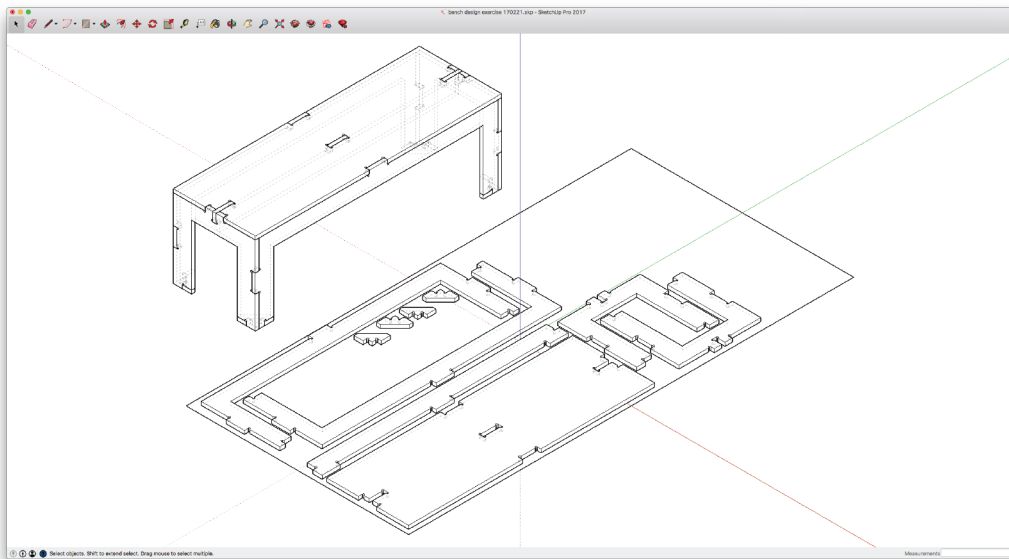 bench design exercise 170221.skp - SketchUp Pro 2017
Select objects. Shift to extend select. Drag mouse to select multiple.
Measurements